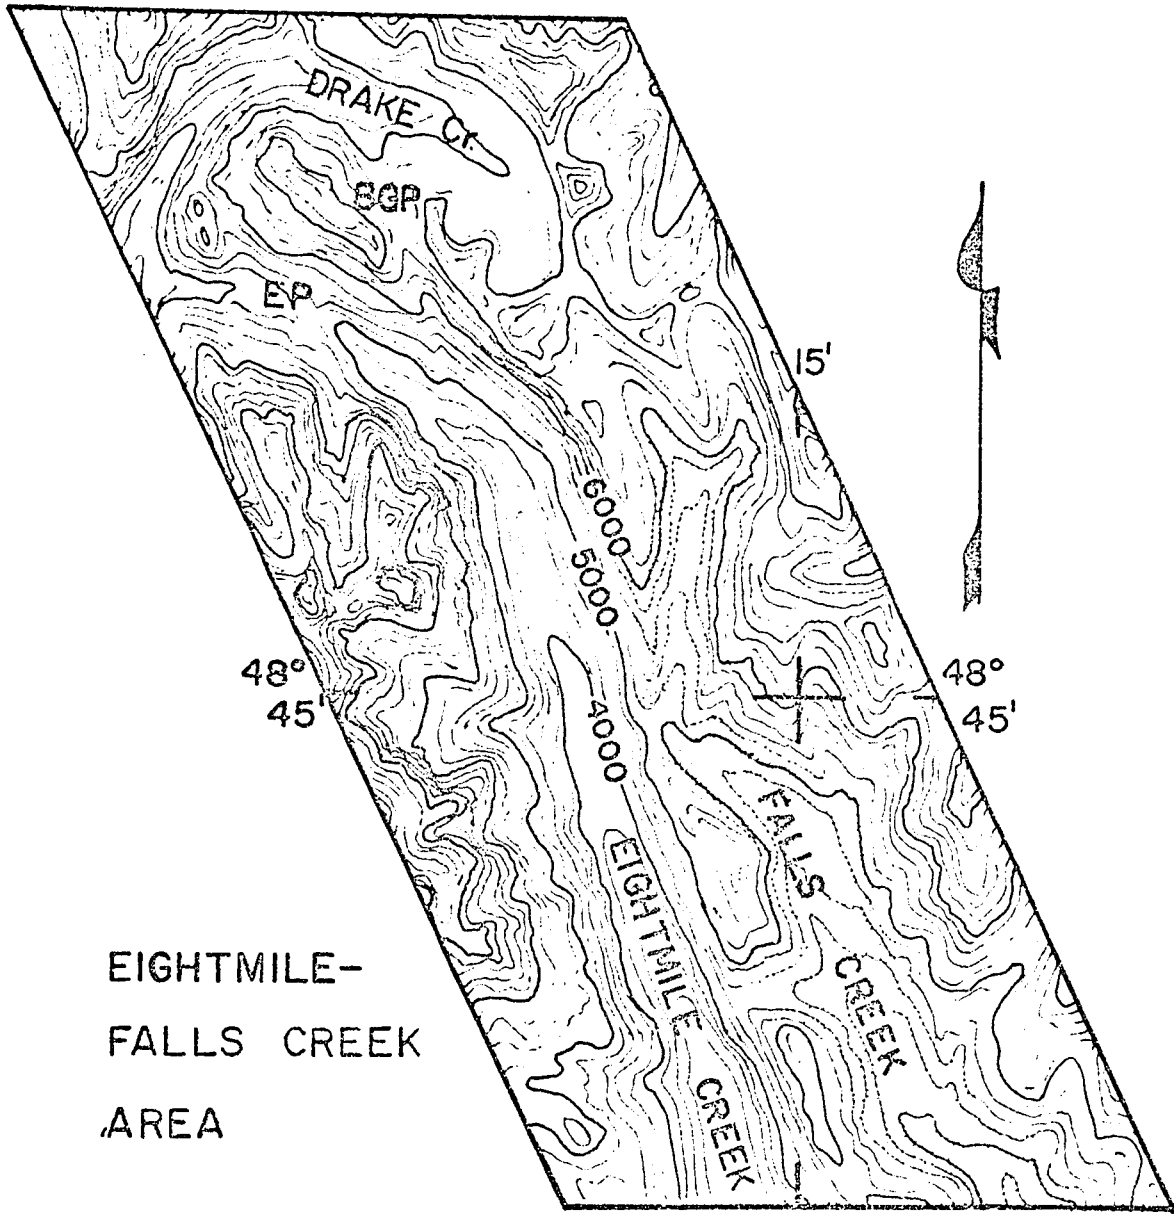 DRAKE Cr.
SGP
EP
15'
6000
5000
48°
45'
48°
45'
4000
FALLS
CREEK
EIGHTMILE
CREEK
EIGHTMILE-
FALLS CREEK
AREA